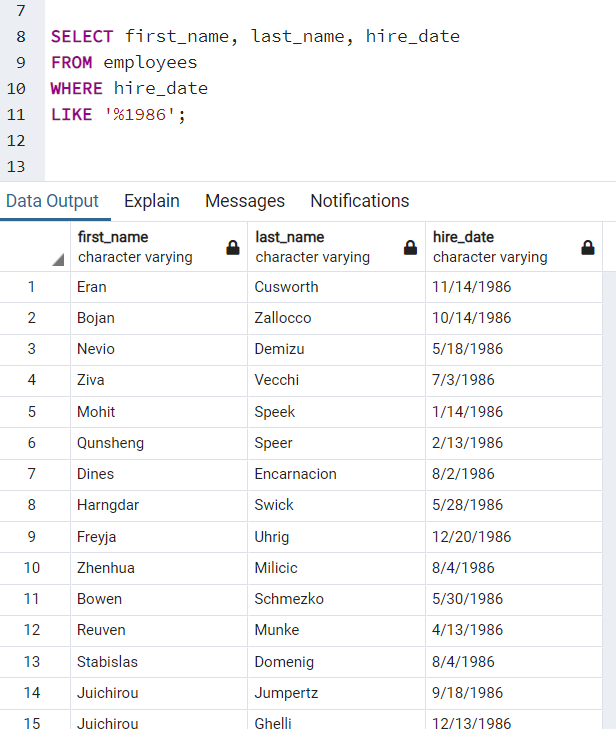 7
8 SELECT first_name, last_name, hire_date
9 FROM employees
10 WHERE hire_date
11 LIKE '%1986';
12
13
Data Output Explain Messages Notifications
first_name last_name hire_date
character varying character varying character varying
1 Eran Cusworth 11/14/1986
2 Bojan Zallocco 10/14/1986
3 Nevio Demizu 5/18/1986
4 Ziva Vecchi 7/3/1986
5 Mohit Speek 1/14/1986
6 Qunsheng Speer 2/13/1986
7 Dines Encarnacion 8/2/1986
8 Harngdar Swick 5/28/1986
9 Freyja Uhrig 12/20/1986
10 Zhenhua Milicic 8/4/1986
11 Bowen Schmezko 5/30/1986
12 Reuven Munke 4/13/1986
13 Stabislas Domenig 8/4/1986
14 Juichirou Jumpertz 9/18/1986
15 Juichirou Ghelli 12/13/1986